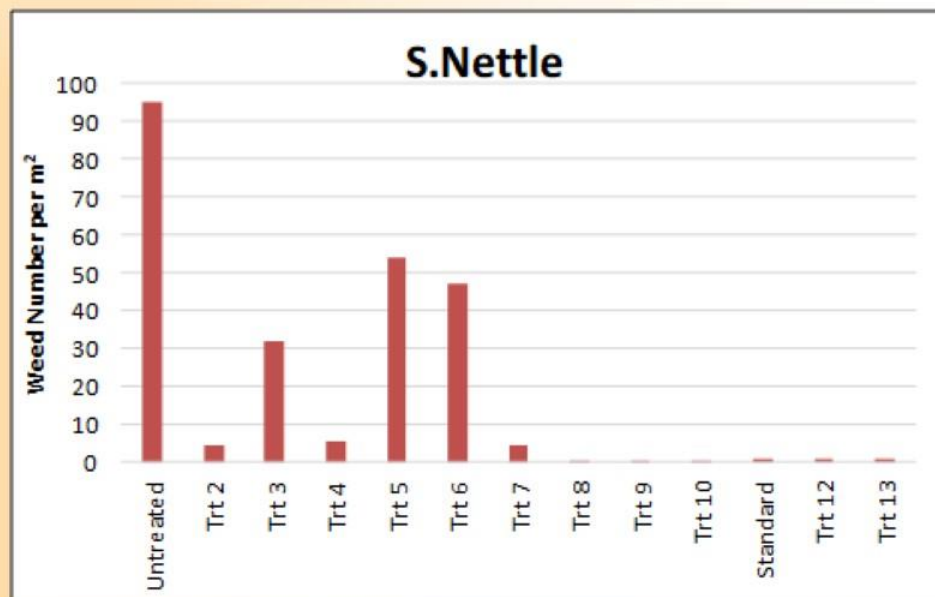 S.Nettle
Weed Number per m²
100
90
80
70
60
50
40
30
20
10
0
Untreated
Trt 2
Trt 3
Trt 4
Trt 5
Trt 6
Trt 7
Trt 8
Trt 9
Trt 10
Standard
Trt 12
Trt 13